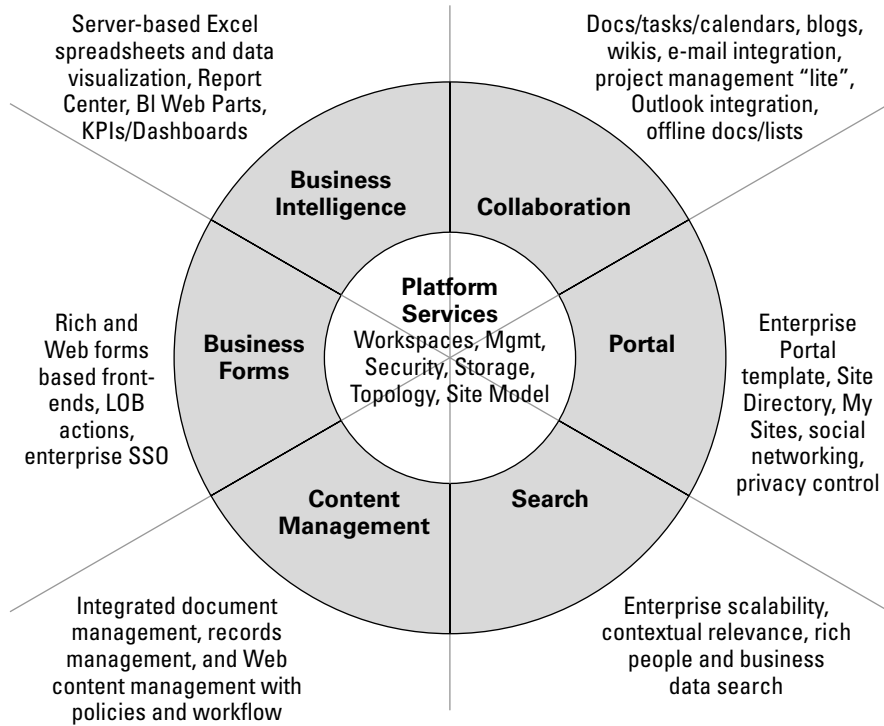 Server-based Excel
spreadsheets and data
visualization, Report
Center, BI Web Parts,
KPIs/Dashboards
Docs/tasks/calendars, blogs,
wikis, e-mail integration,
project management “lite”,
Outlook integration,
offline docs/lists
Business
Intelligence
Collaboration
Platform
Services
Workspaces, Mgmt,
Security, Storage,
Topology, Site Model
Rich and
Web forms
based front-
ends, LOB
actions,
enterprise SSO
Business
Forms
Portal
Enterprise
Portal
template, Site
Directory, My
Sites, social
networking,
privacy control
Content
Management
Search
Integrated document
management, records
management, and Web
content management with
policies and workflow
Enterprise scalability,
contextual relevance, rich
people and business
data search